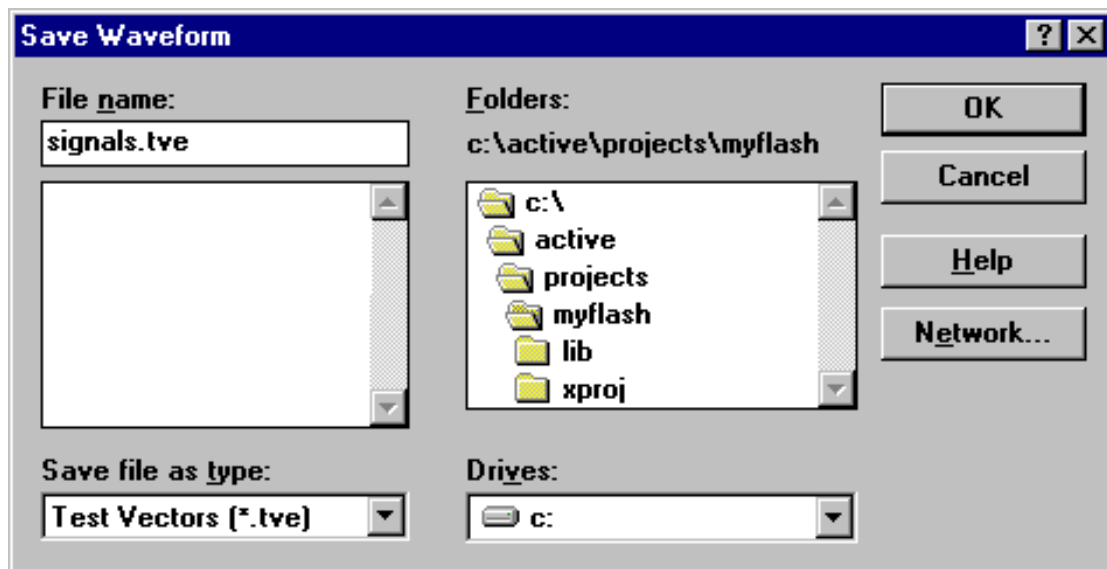 Save Waveform
File name:
signals.tve
Save file as type:
Test Vectors (*.tve)
Folders:
c:\active\projects\myflash
c:\
active
projects
myflash
lib
xproj
Drives:
c:
OK
Cancel
Help
Network...